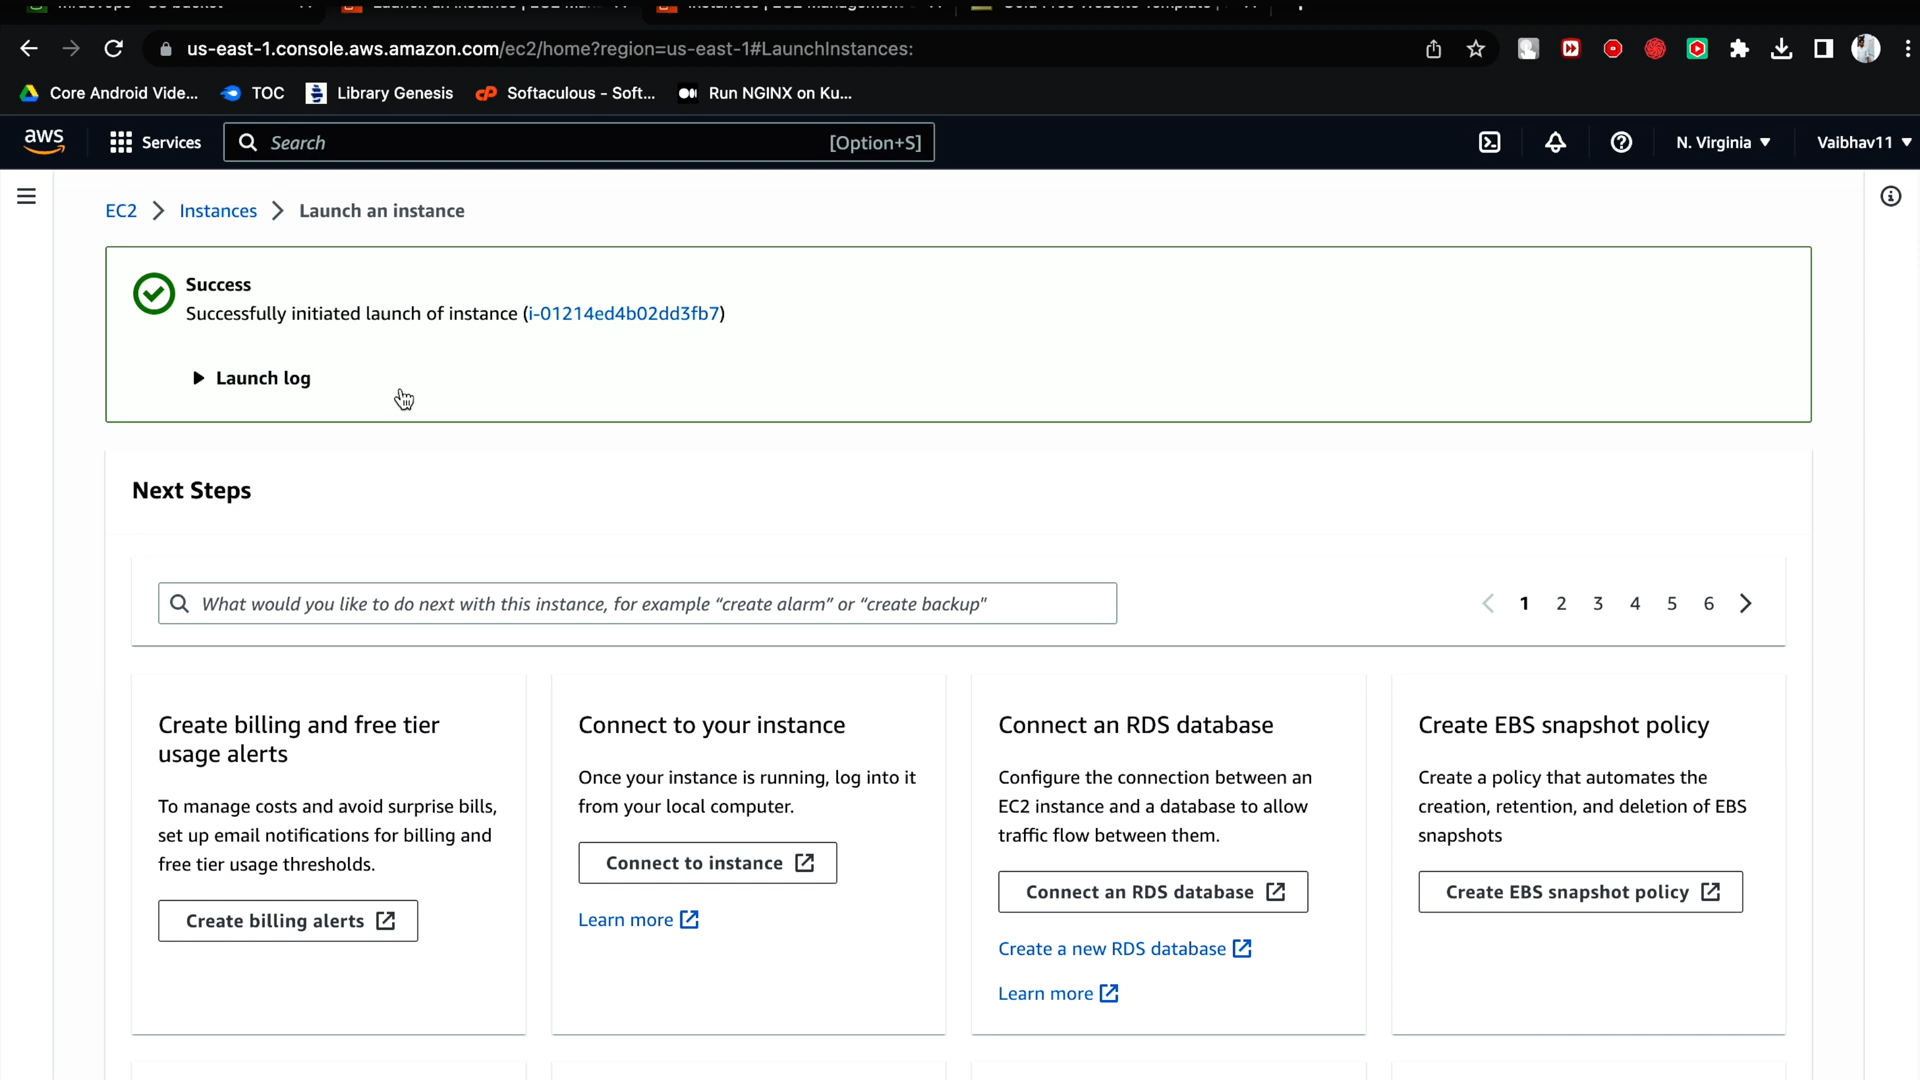 us-east-1.console.aws.amazon.com/ec2/home?region=us-east-1#LaunchInstances:
Core Android Vide... TOC Library Genesis Softaculous - Soft... Run NGINX on Ku...
aws Services Search [Option+S] N. Virginia Vaibhav11
EC2 Instances Launch an instance
Success
Successfully initiated launch of instance (i-01214ed4b02dd3fb7)
Launch log
Next Steps
What would you like to do next with this instance, for example “create alarm” or “create backup"
1 2 3 4 5 6
Create billing and free tier
usage alerts
To manage costs and avoid surprise bills,
set up email notifications for billing and
free tier usage thresholds.
Create billing alerts
Connect to your instance
Once your instance is running, log into it
from your local computer.
Connect to instance
Learn more
Connect an RDS database
Configure the connection between an
EC2 instance and a database to allow
traffic flow between them.
Connect an RDS database
Create a new RDS database
Learn more
Create EBS snapshot policy
Create a policy that automates the
creation, retention, and deletion of EBS
snapshots
Create EBS snapshot policy